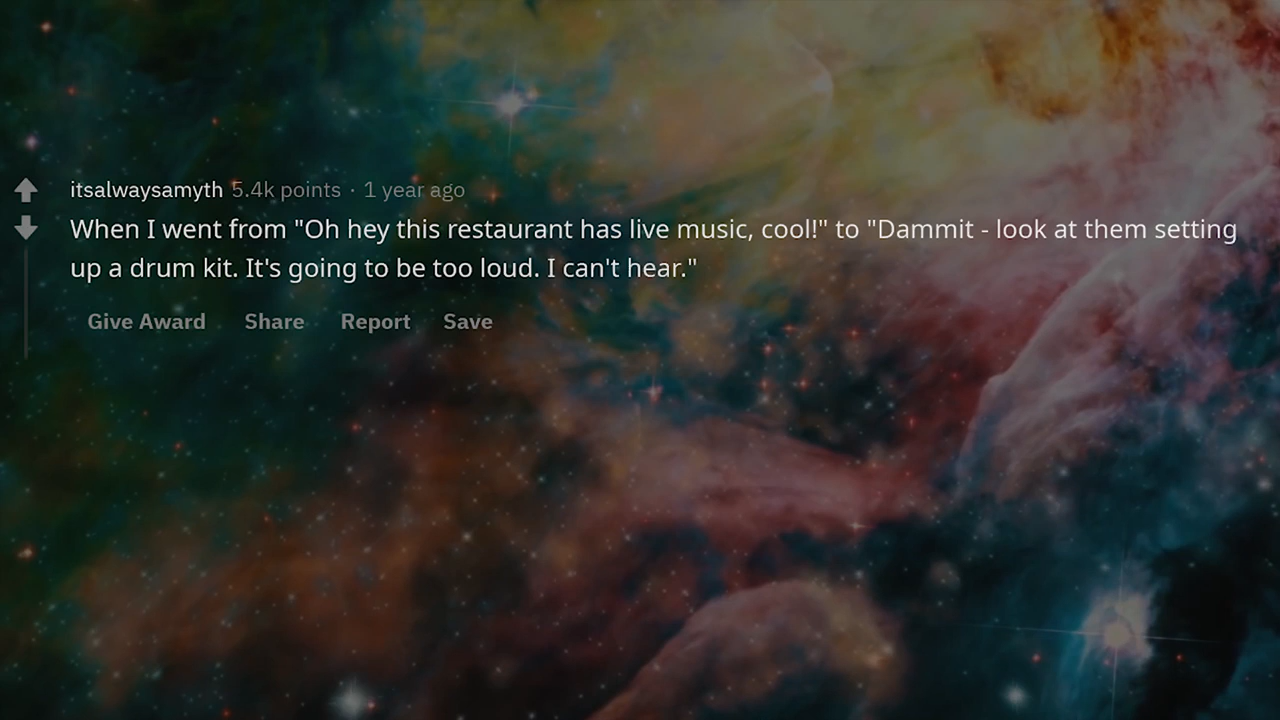 itsalwaysamyth 5.4k points · 1 year ago
When I went from "Oh hey this restaurant has live music, cool!" to "Dammit - look at them setting
up a drum kit. It's going to be too loud. I can't hear."
Give Award Share Report Save